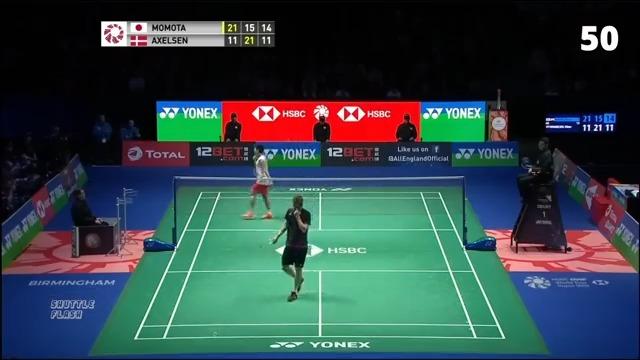 MOMOTA 21 15 14
AXELSEN 11 21 11
50
YONEX
HSBC
HSBC
YONEX
21 15 14
11 21 11
TOTAL
12BET.com
YONEX
12BET.com
Like us on f
@AllEnglandOfficial
YONEX
YONEX
HSBC
BIRMINGHAM
SHUTTLE
FLASH
YONEX